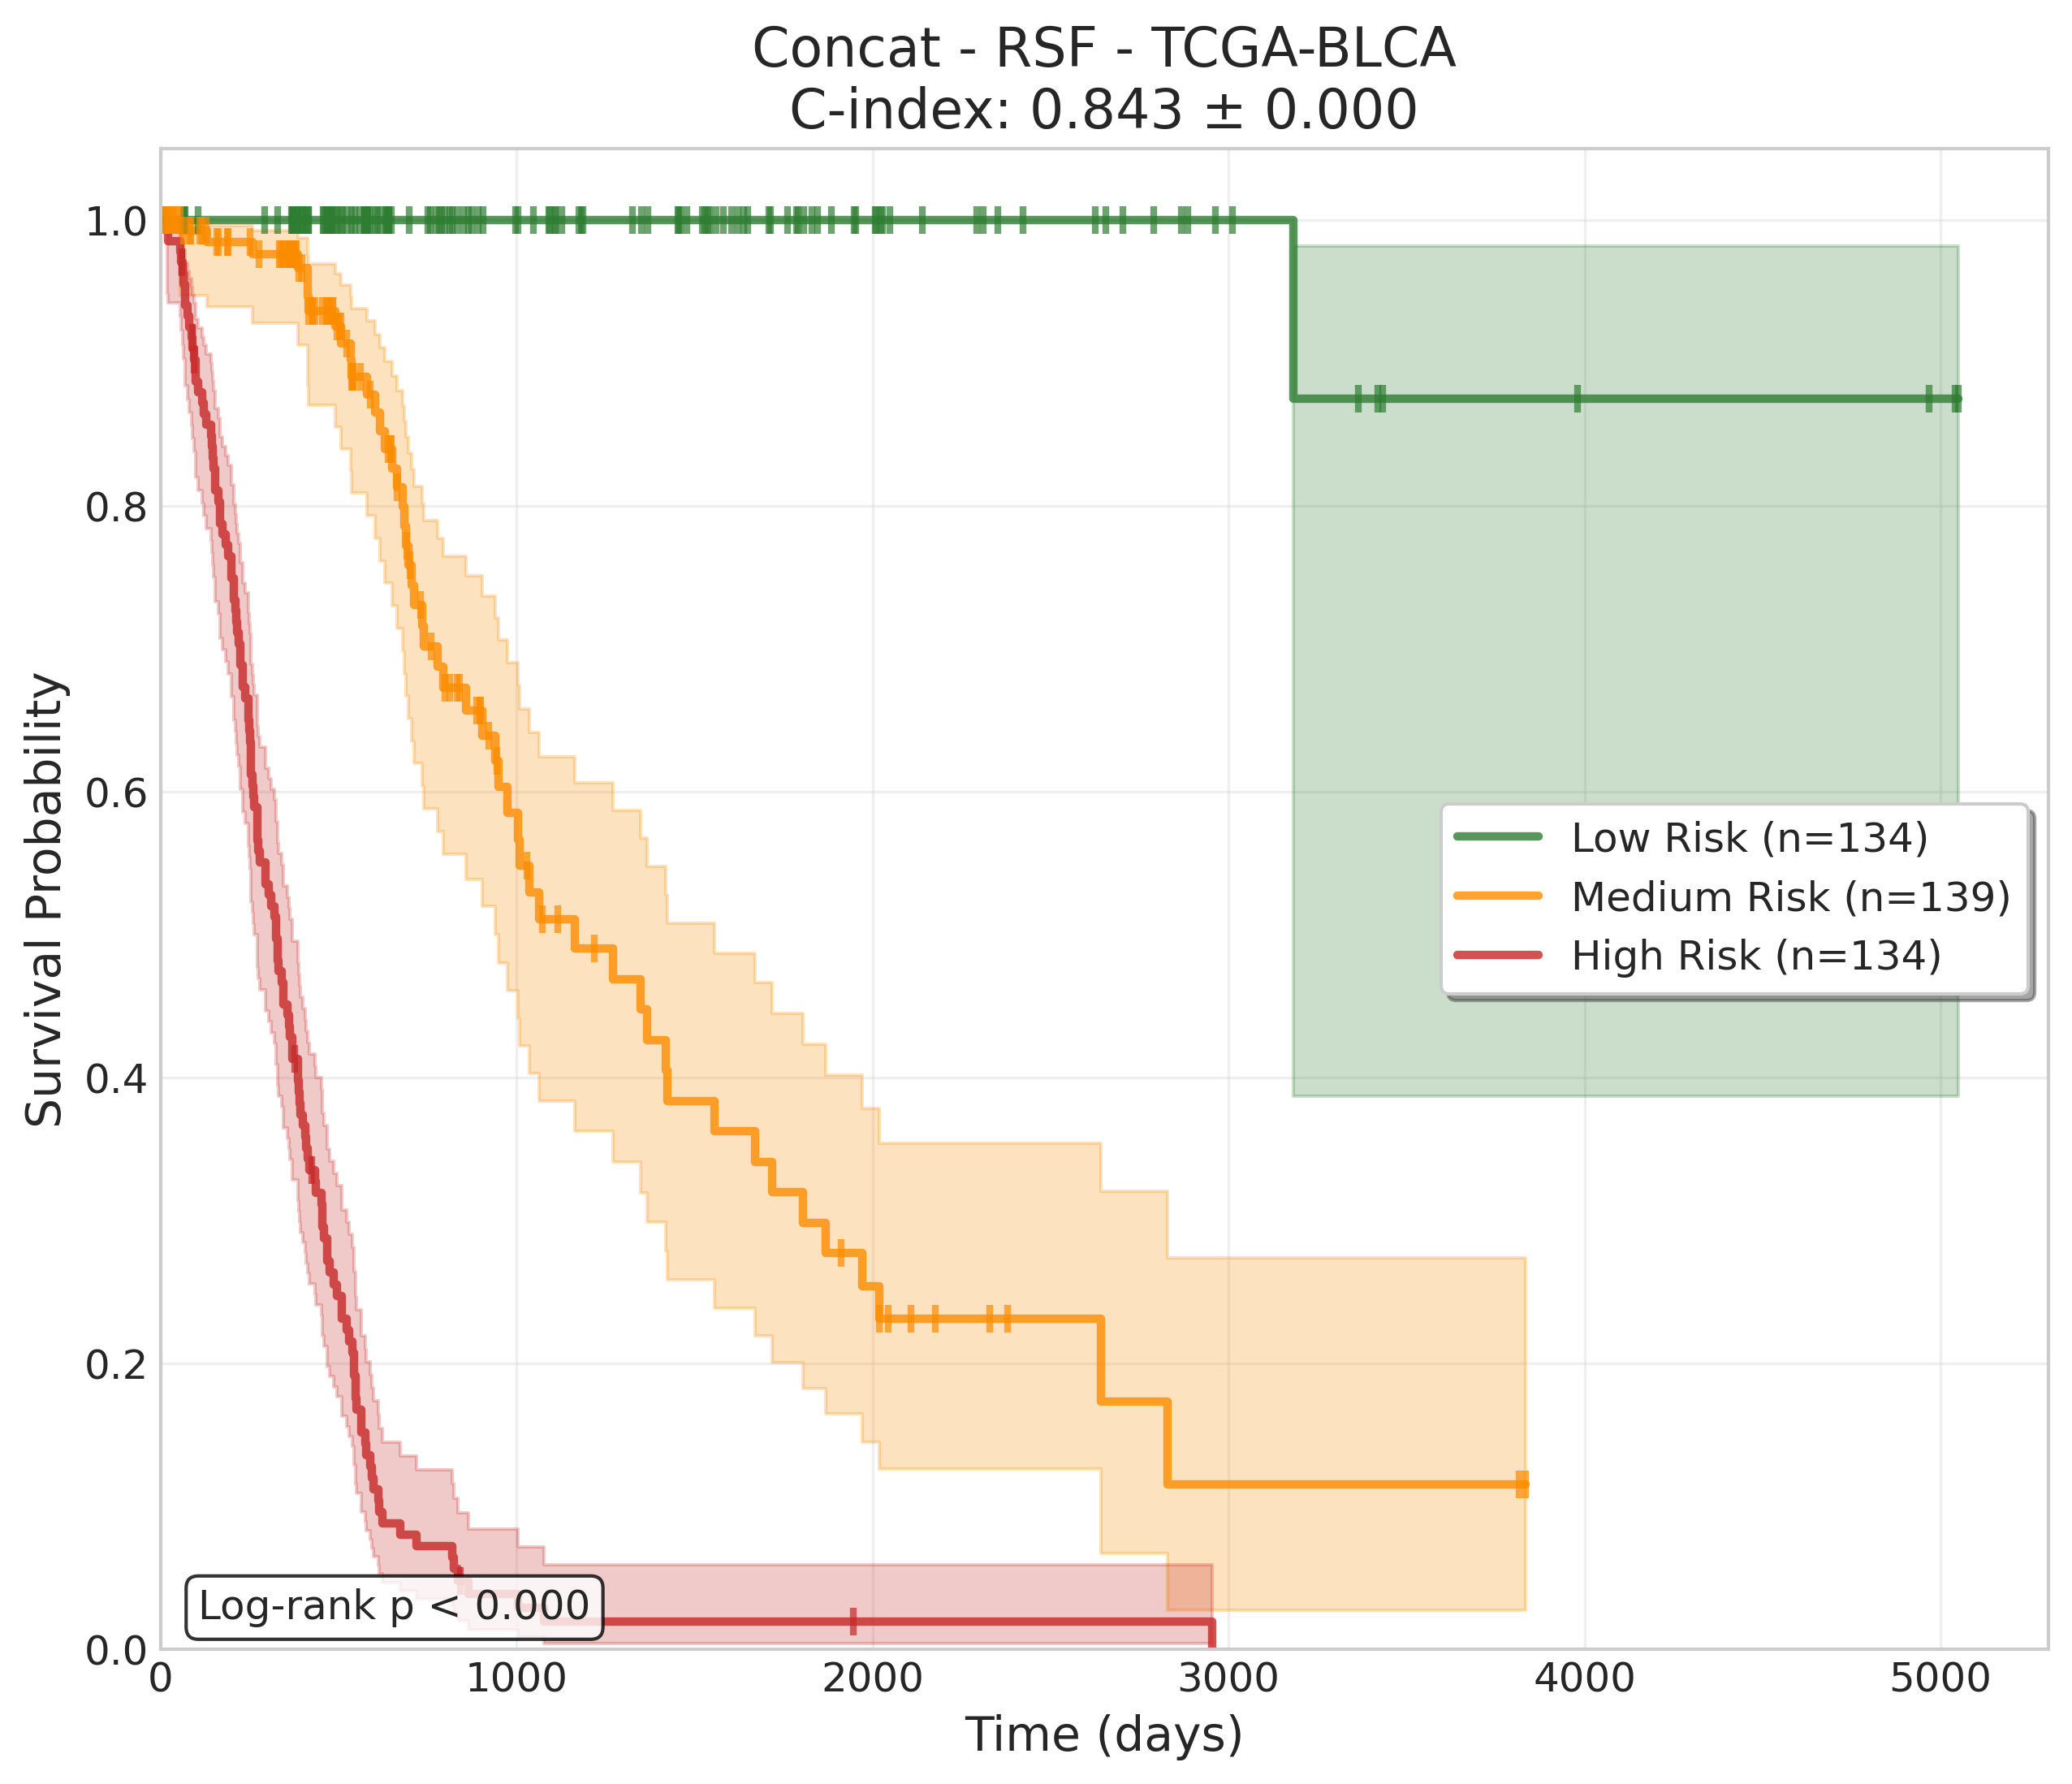 Concat - RSF - TCGA-BLCA
C-index: 0.843 ± 0.000
Survival Probability
1.0
0.8
0.6
0.4
0.2
0.0
Low Risk (n=134)
Medium Risk (n=139)
High Risk (n=134)
Log-rank p < 0.000
0 1000 2000 3000 4000 5000
Time (days)